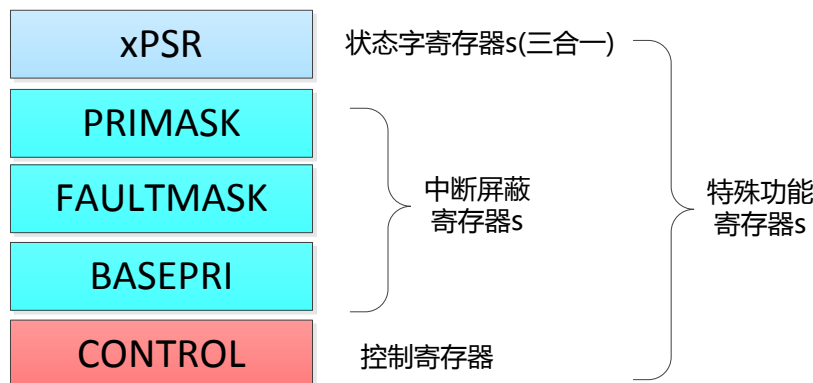 xPSR 状态字寄存器s(三合一)
PRIMASK
FAULTMASK
中断屏蔽
寄存器s
特殊功能
寄存器s
BASEPRI
CONTROL 控制寄存器